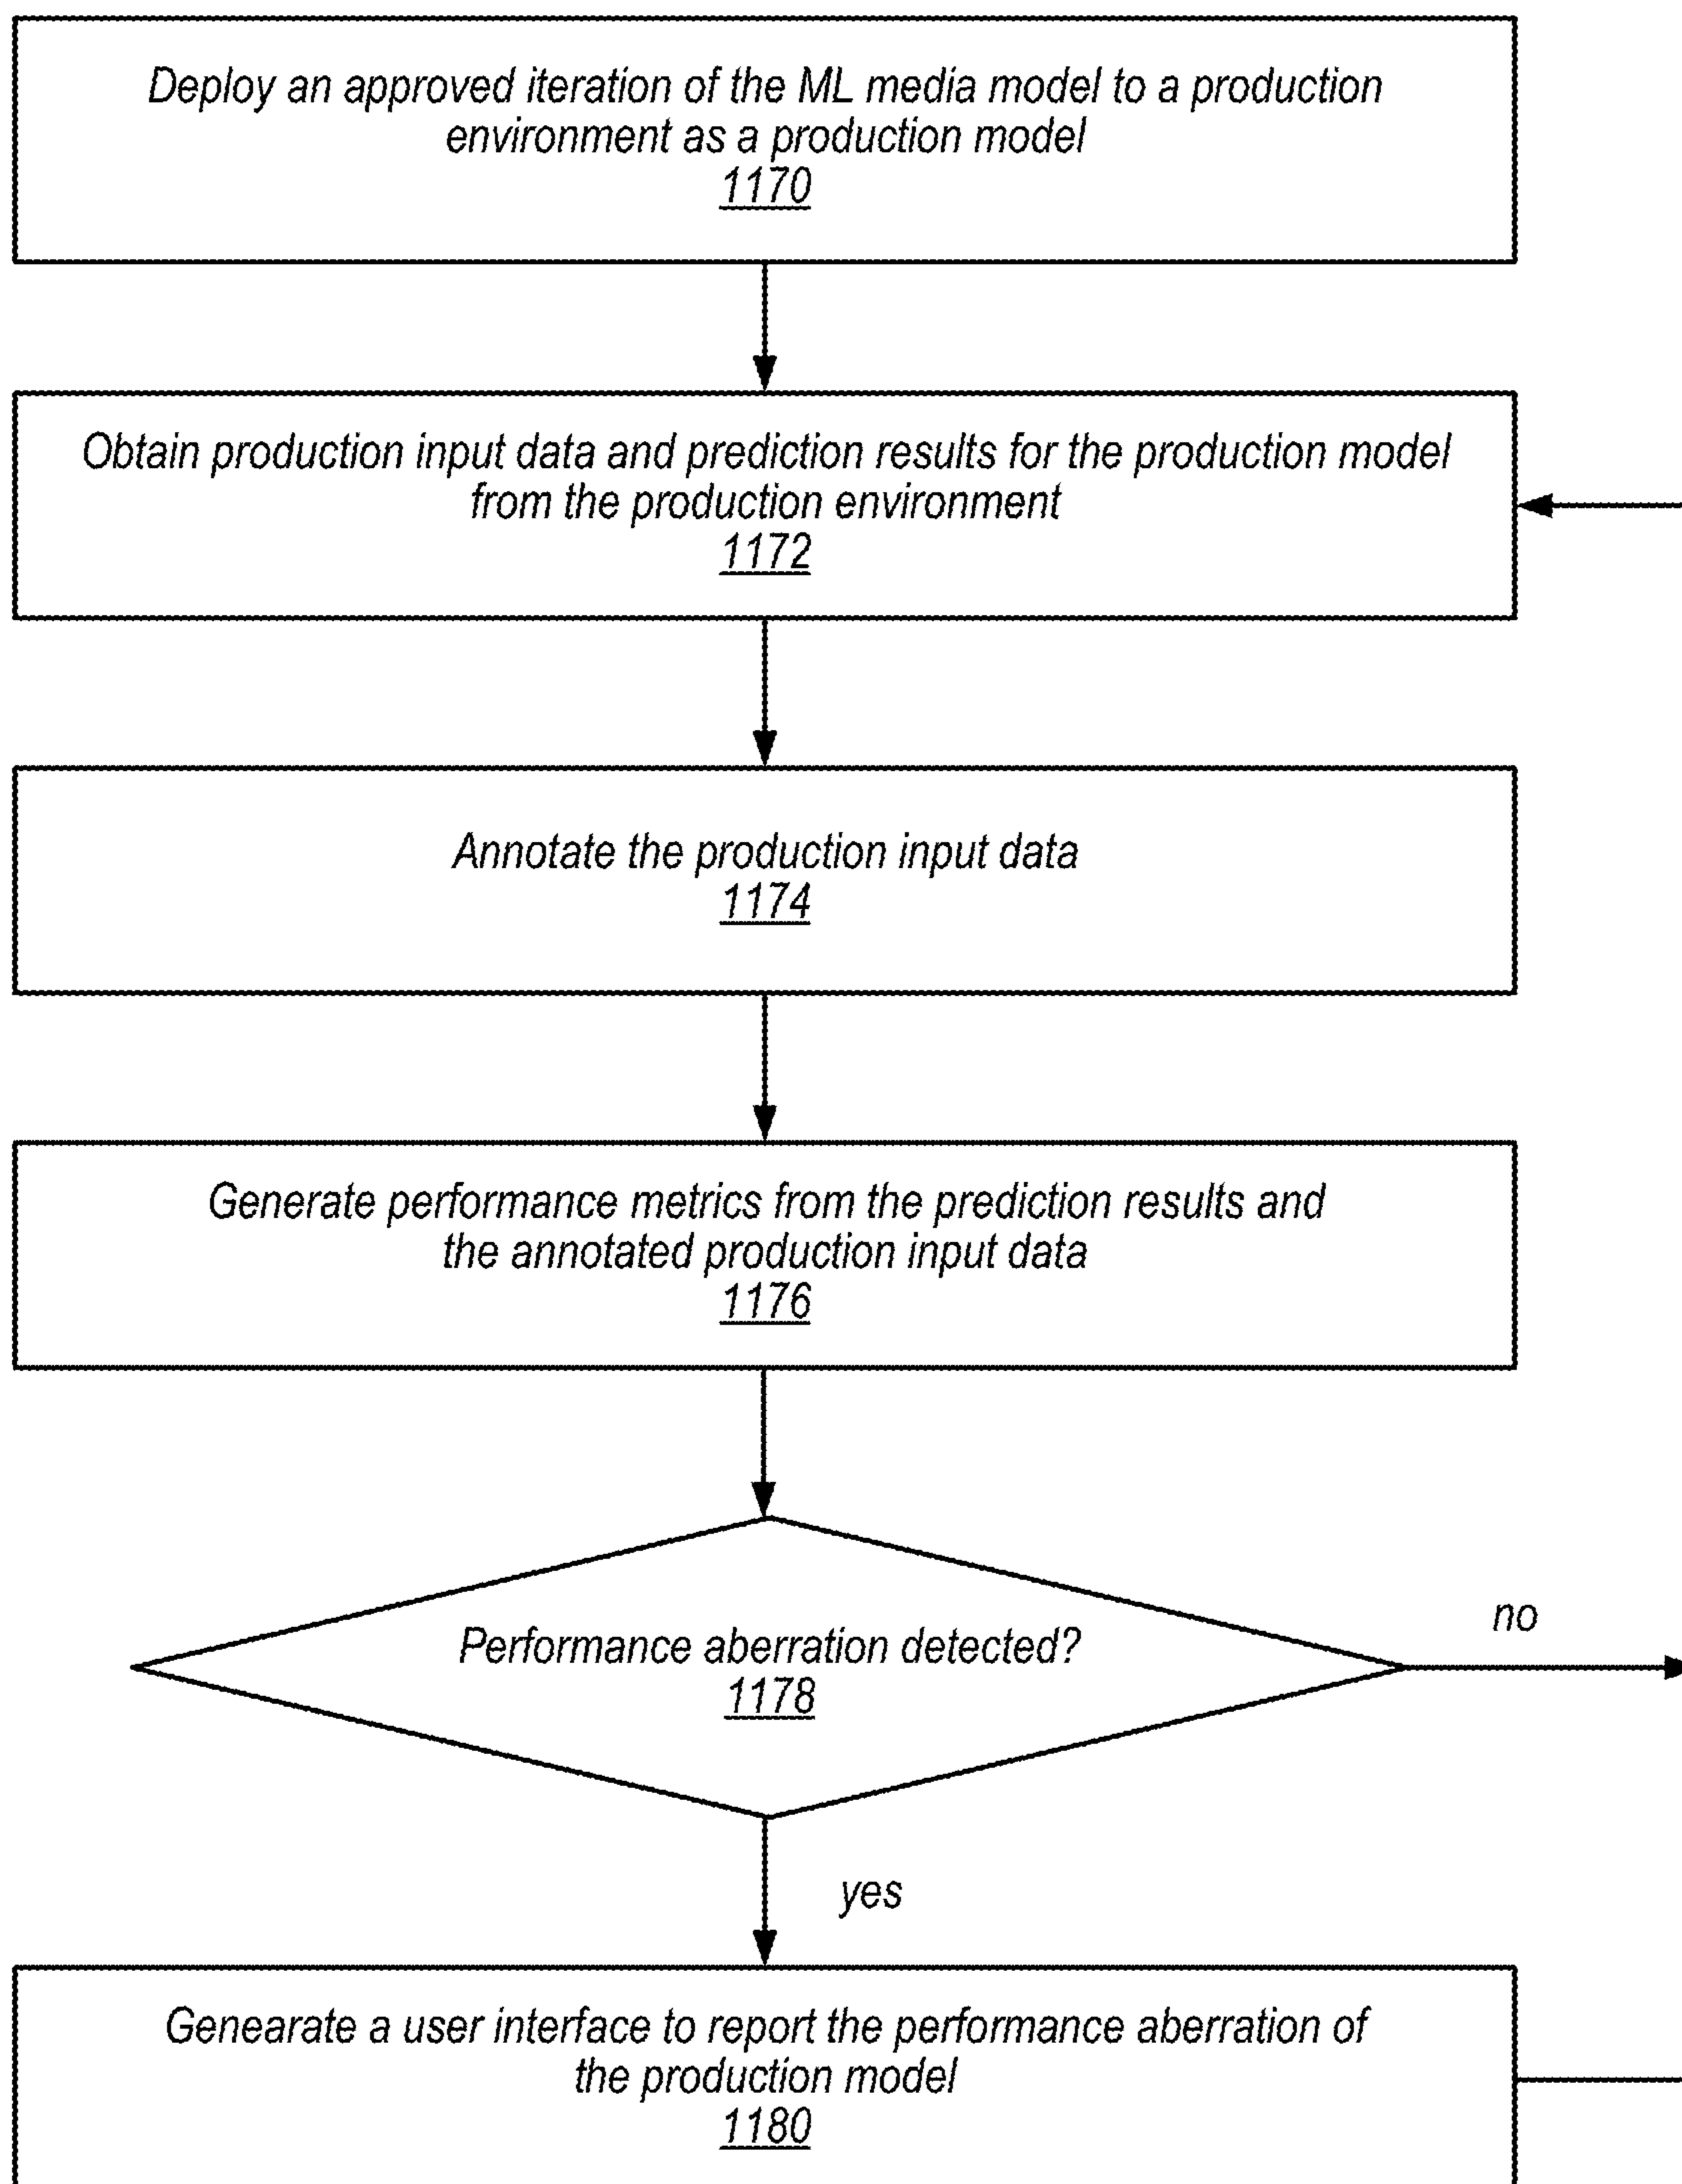 Deploy an approved iteration of the ML media model to a production
environment as a production model
1170
Obtain production input data and prediction results for the production model
from the production environment
1172
Annotate the production input data
1174
Generate performance metrics from the prediction results and
the annotated production input data
1176
Performance aberration detected?
1178
no
yes
Genearate a user interface to report the performance aberration of
the production model
1180